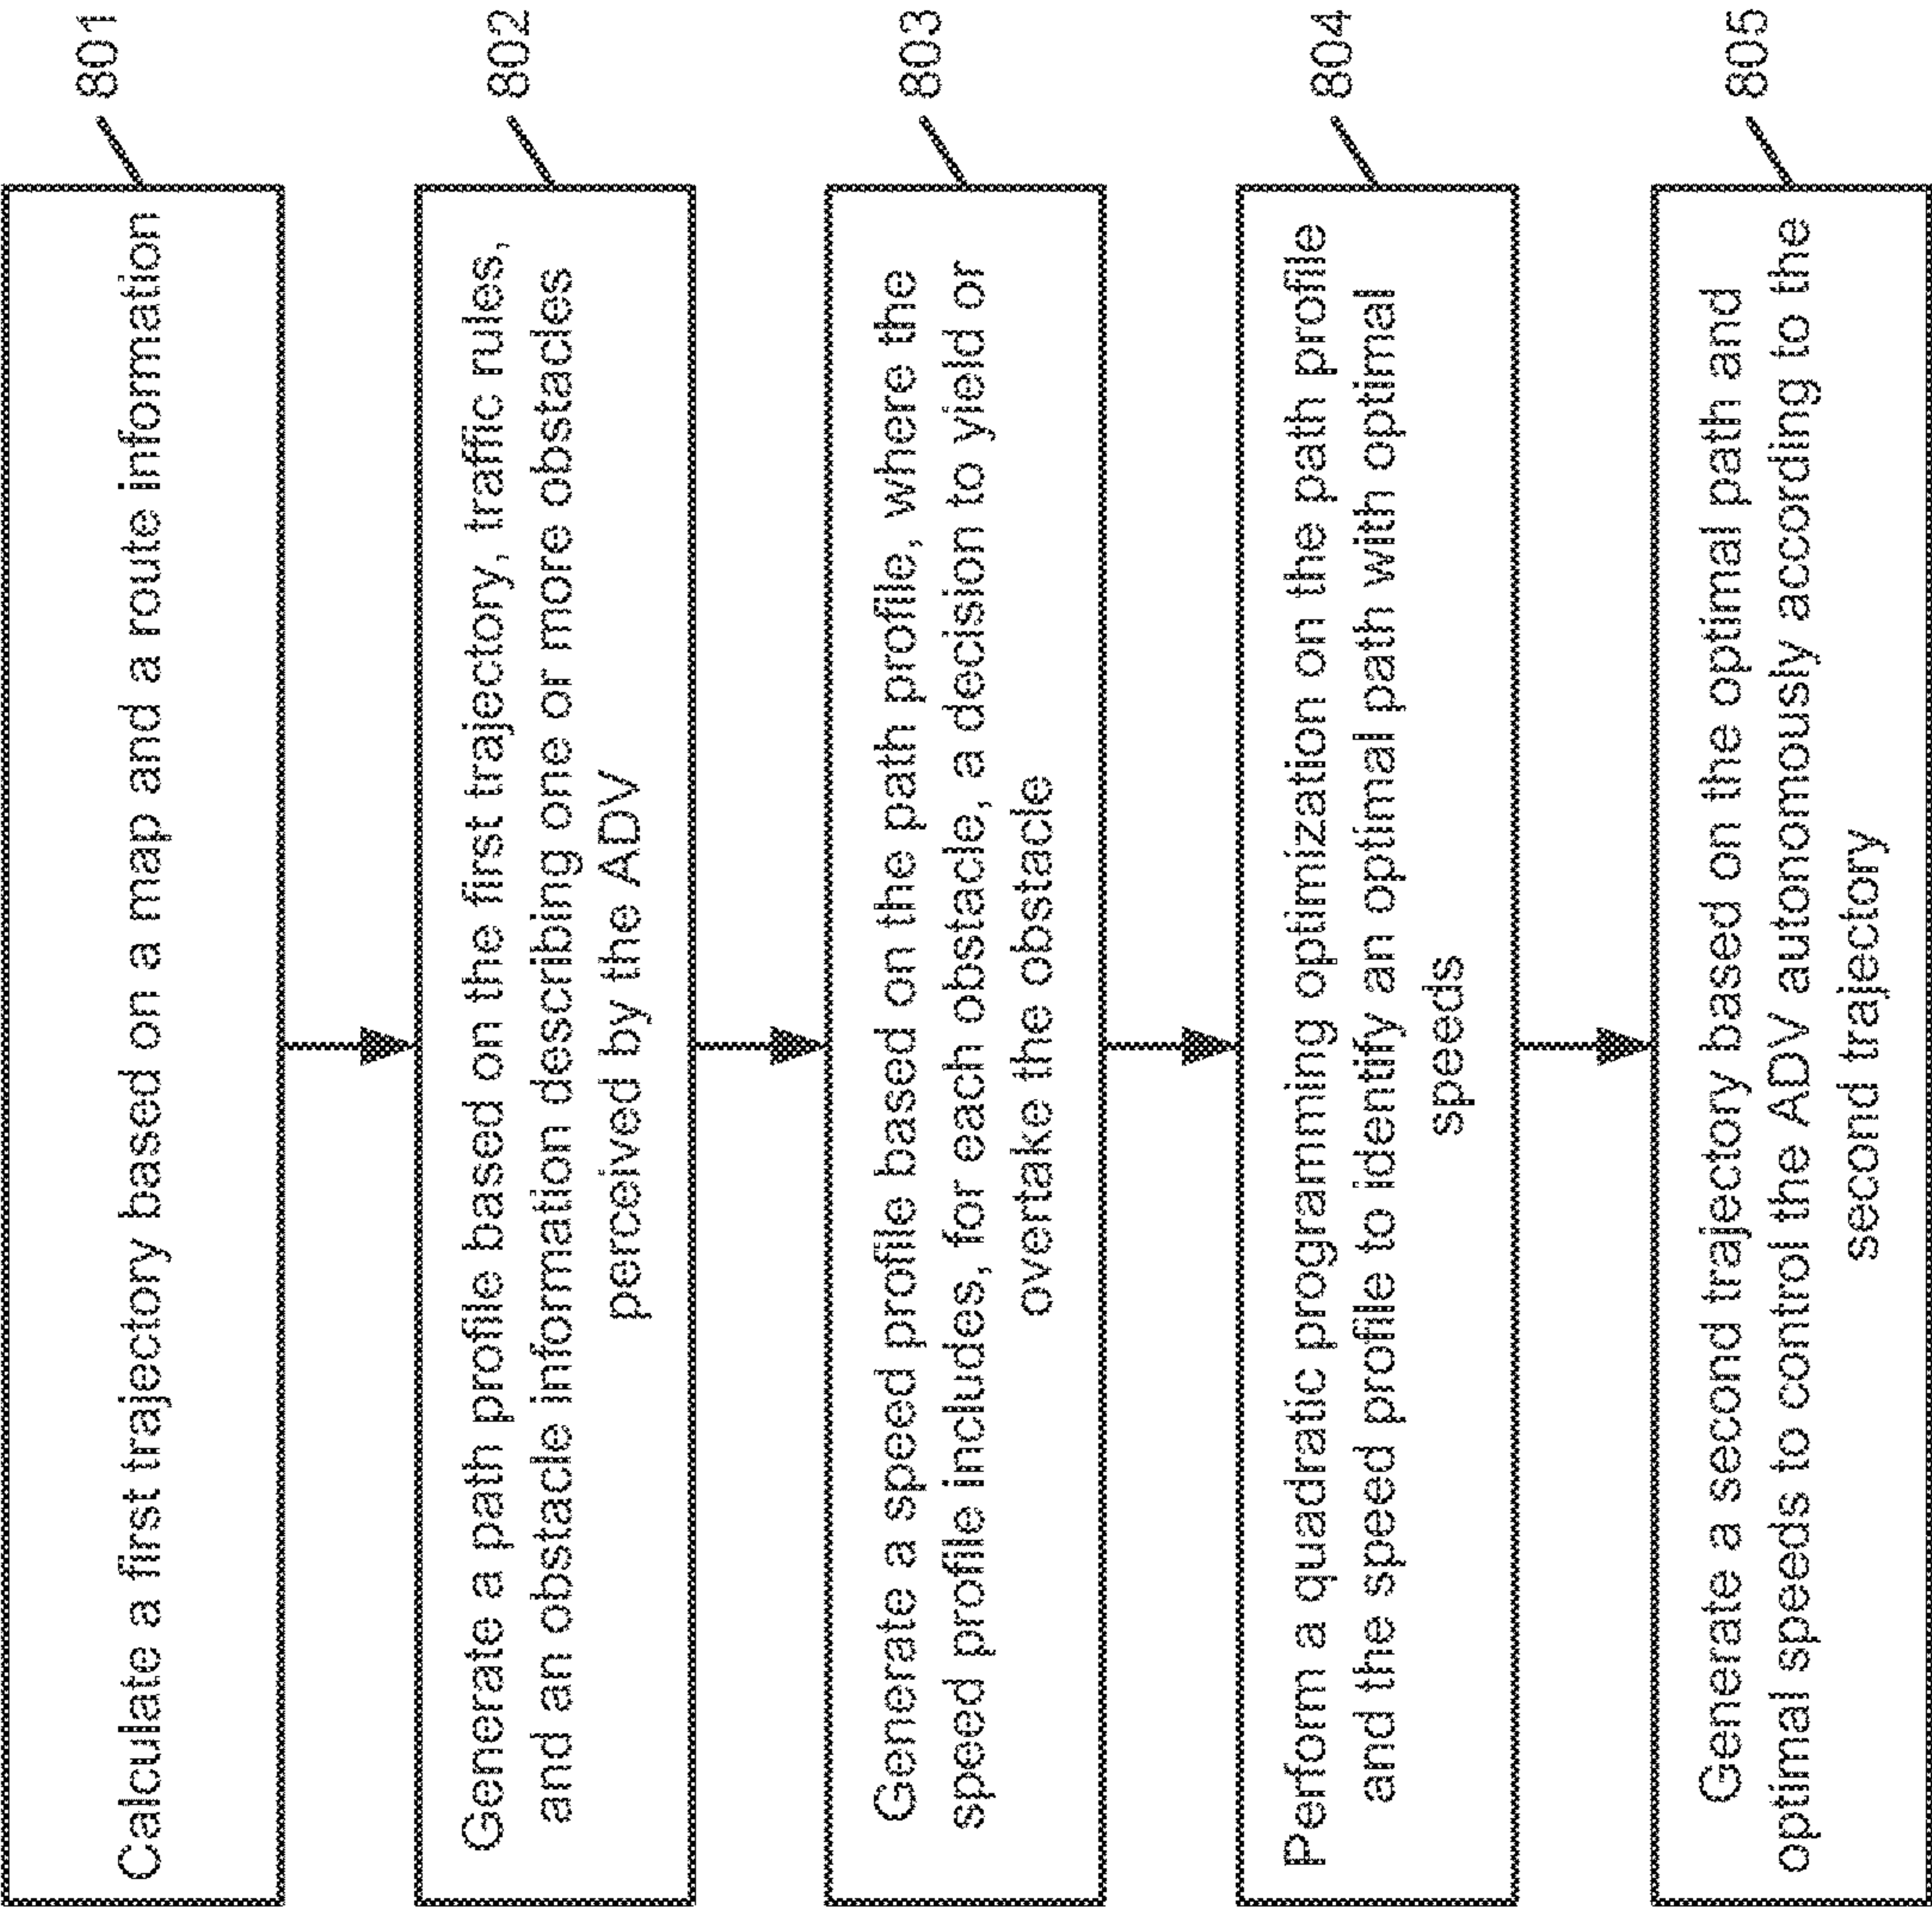 801
Calculate a first trajectory based on a map and a route information
802
Generate a path profile based on the first trajectory, traffic rules,
and an obstacle information describing one or more obstacles
perceived by the ADV
803
Generate a speed profile based on the path profile, where the
speed profile includes, for each obstacle, a decision to yield or
overtake the obstacle
804
Perform a quadratic programming optimization on the path profile
and the speed profile to identify an optimal path with optimal
speeds
805
Generate a second trajectory based on the optimal path and
optimal speeds to control the ADV autonomously according to the
second trajectory